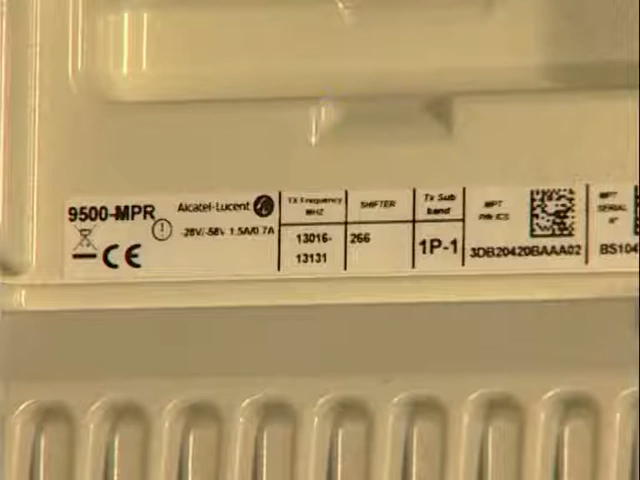 9500-MPR
Alcatel-Lucent
-28V/-58V 1.5A/0.7A
CE
TX Frequency
MHZ
13016-
13131
SHIFTER
266
Tx Sub
band
1P-1
MPT
P/N-ICS
3DB20420BAAA02
MPT
SERIAL
N°
BS104